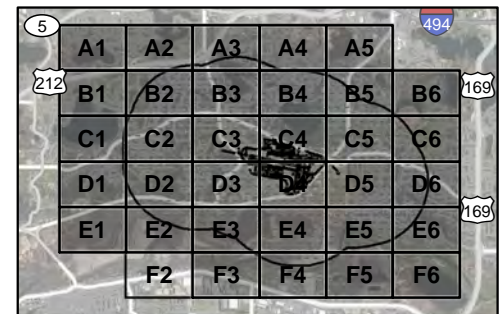 5
494
A1 A2 A3 A4 A5
212
B1 B2 B3 B4 B5 B6
169
C1 C2 C3 C4 C5 C6
D1 D2 D3 D4 D5 D6
169
E1 E2 E3 E4 E5 E6
F2 F3 F4 F5 F6